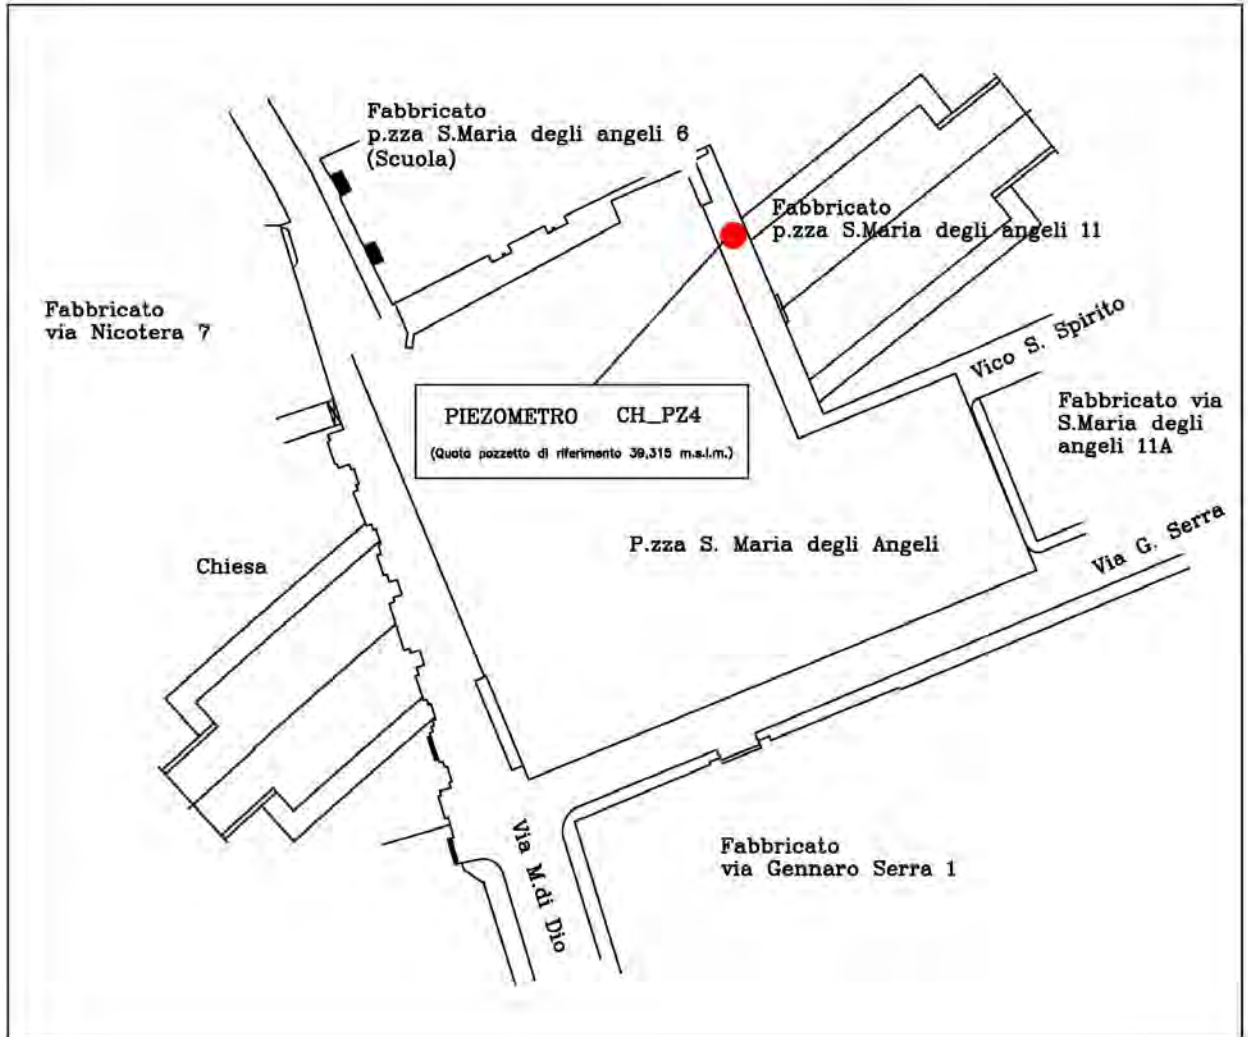 Fabbricato
p.zza S.Maria degli angeli 6
(Scuola)
Fabbricato
p.zza S.Maria degli angeli 11
Fabbricato
via Nicotera 7
Vico S. Spirito
Fabbricato via
S.Maria degli
angeli 11A
PIEZOMETRO CH_PZ4
(Quota pozzetto di riferimento 39,315 m.s.l.m.)
P.zza S. Maria degli Angeli
Via G. Serra
Chiesa
Via M.di Dio
Fabbricato
via Gennaro Serra 1